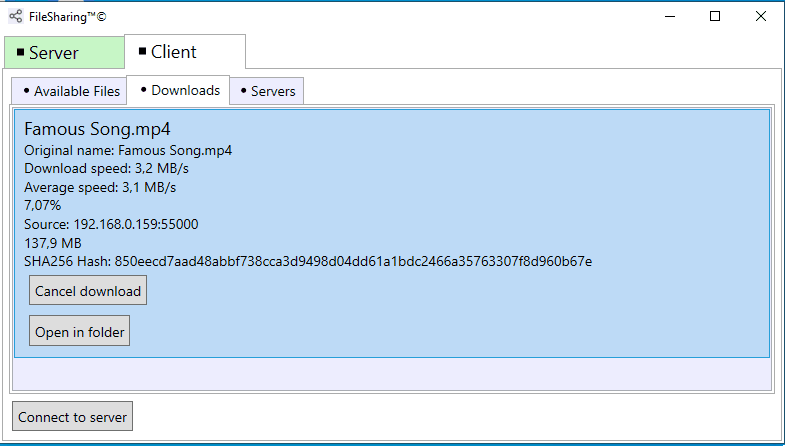 FileSharing™©
Server
Client
Available Files
Downloads
Servers
Famous Song.mp4
Original name: Famous Song.mp4
Download speed: 3,2 MB/s
Average speed: 3,1 MB/s
7,07%
Source: 192.168.0.159:55000
137,9 MB
SHA256 Hash: 850eecd7aad48abbf738cca3d9498d04dd61a1bdc2466a35763307f8d960b67e
Cancel download
Open in folder
Connect to server